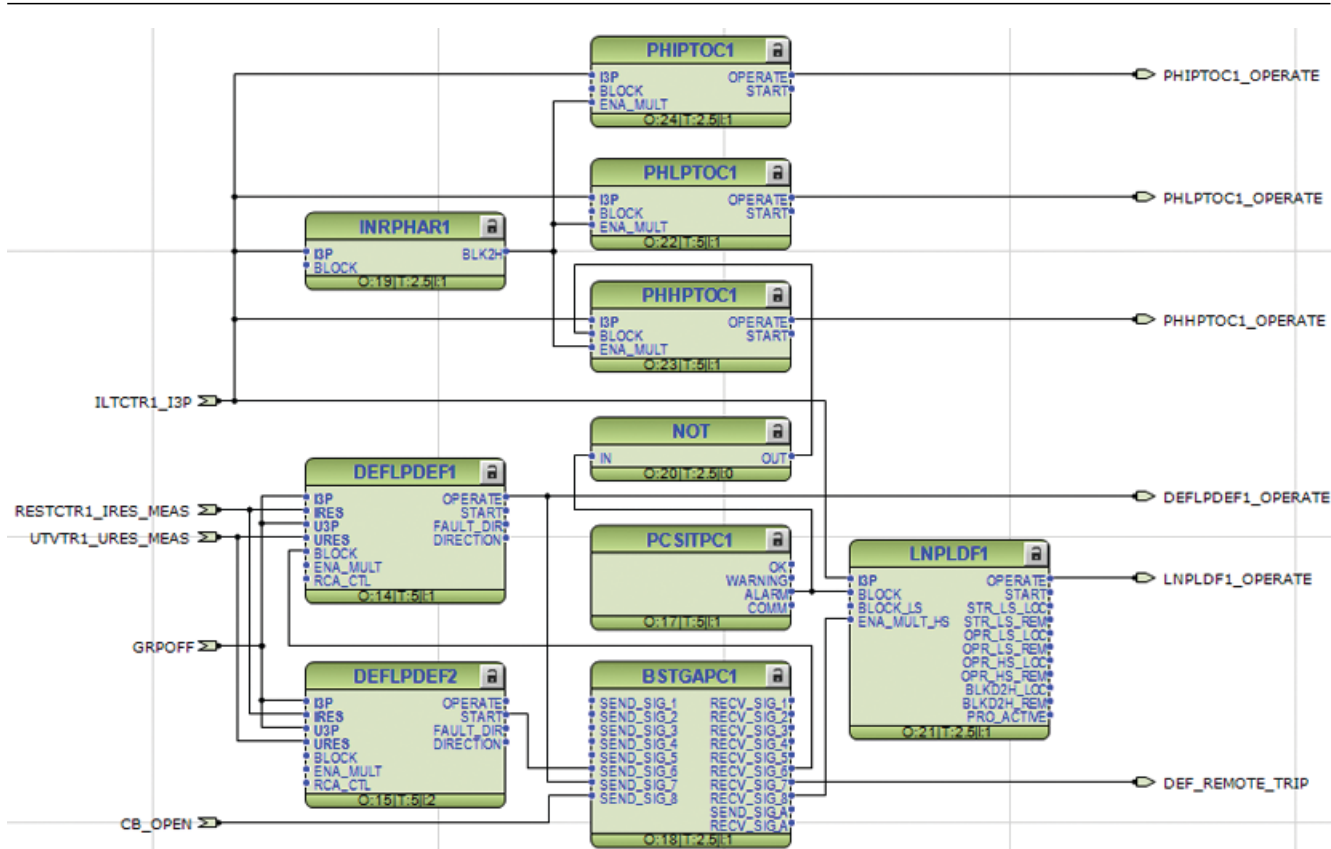 PHIPTOC1
I3P OPERATE
BLOCK START
ENA_MULT
O:24|T:2.5|I:1
PHIPTOC1_OPERATE
PHLPTOC1
I3P OPERATE
BLOCK START
ENA_MULT
O:22|T:5|I:1
PHLPTOC1_OPERATE
INRPHAR1
I3P BLK2H
BLOCK
O:19|T:2.5|I:1
PHHPTOC1
I3P OPERATE
BLOCK START
ENA_MULT
O:23|T:5|I:1
PHHPTOC1_OPERATE
ILTCTR1_I3P
NOT
IN OUT
O:20|T:2.5|I:0
DEFLPDEF1
I3P OPERATE
IRES START
U3P FAULT_DIR
URES DIRECTION
BLOCK
ENA_MULT
RCA_CTL
O:14|T:5|I:1
DEFLPDEF1_OPERATE
RESTCTR1_IRES_MEAS
UTVTR1_URES_MEAS
PCSITPC1
OK
WARNING
ALARM
COMM
O:17|T:5|I:1
LNPLDF1
I3P OPERATE
BLOCK START
BLOCK_LS STR_LS_LOC
ENA_MULT_HS STR_LS_REM
OPR_LS_LOC
OPR_LS_REM
OPR_HS_LOC
OPR_HS_REM
BLKD2H_LOC
BLKD2H_REM
PRO_ACTIVE
O:21|T:2.5|I:1
LNPLDF1_OPERATE
GRPOFF
DEFLPDEF2
I3P OPERATE
IRES START
U3P FAULT_DIR
URES DIRECTION
BLOCK
ENA_MULT
RCA_CTL
O:15|T:5|I:2
BSTGAPC1
SEND_SIG_1 RECV_SIG_1
SEND_SIG_2 RECV_SIG_2
SEND_SIG_3 RECV_SIG_3
SEND_SIG_4 RECV_SIG_4
SEND_SIG_5 RECV_SIG_5
SEND_SIG_6 RECV_SIG_6
SEND_SIG_7 RECV_SIG_7
SEND_SIG_8 RECV_SIG_8
SEND_SIG_A
RECV_SIG_A
O:18|T:2.5|I:1
DEF_REMOTE_TRIP
CB_OPEN